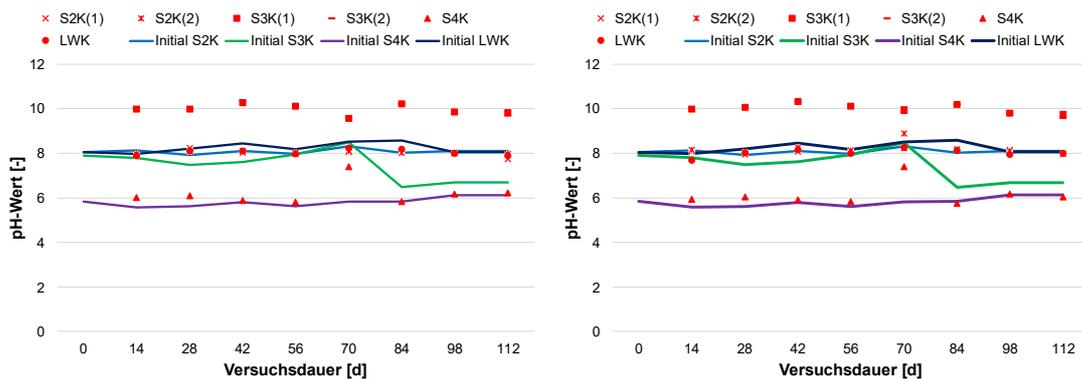 S2K(1) S2K(2) S3K(1) S3K(2) S4K
LWK Initial S2K Initial S3K Initial S4K Initial LWK
12
10
8
6
4
2
0
pH-Wert [-]
0 14 28 42 56 70 84 98 112
Versuchsdauer [d]
S2K(1) S2K(2) S3K(1) S3K(2) S4K
LWK Initial S2K Initial S3K Initial S4K Initial LWK
12
10
8
6
4
2
0
pH-Wert [-]
0 14 28 42 56 70 84 98 112
Versuchsdauer [d]